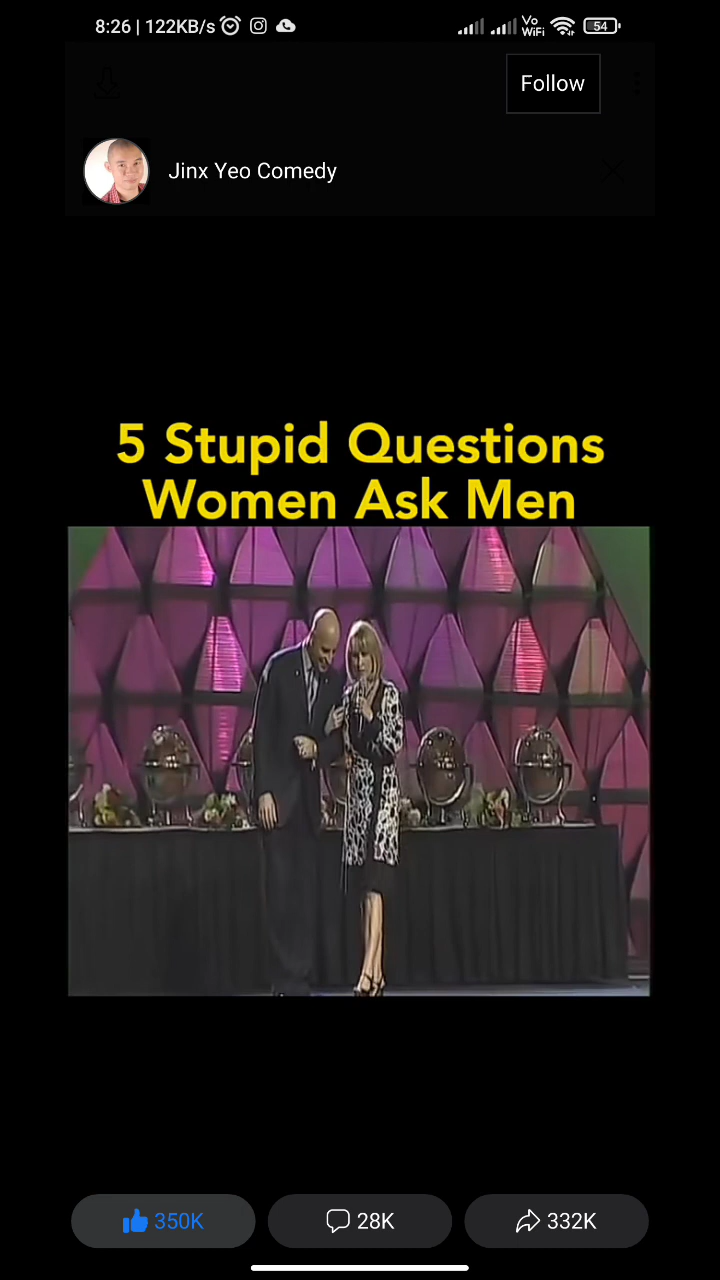 8:26 | 122KB/s
Vo
WiFi
54
Follow
Jinx Yeo Comedy
5 Stupid Questions
Women Ask Men
350K
28K
332K